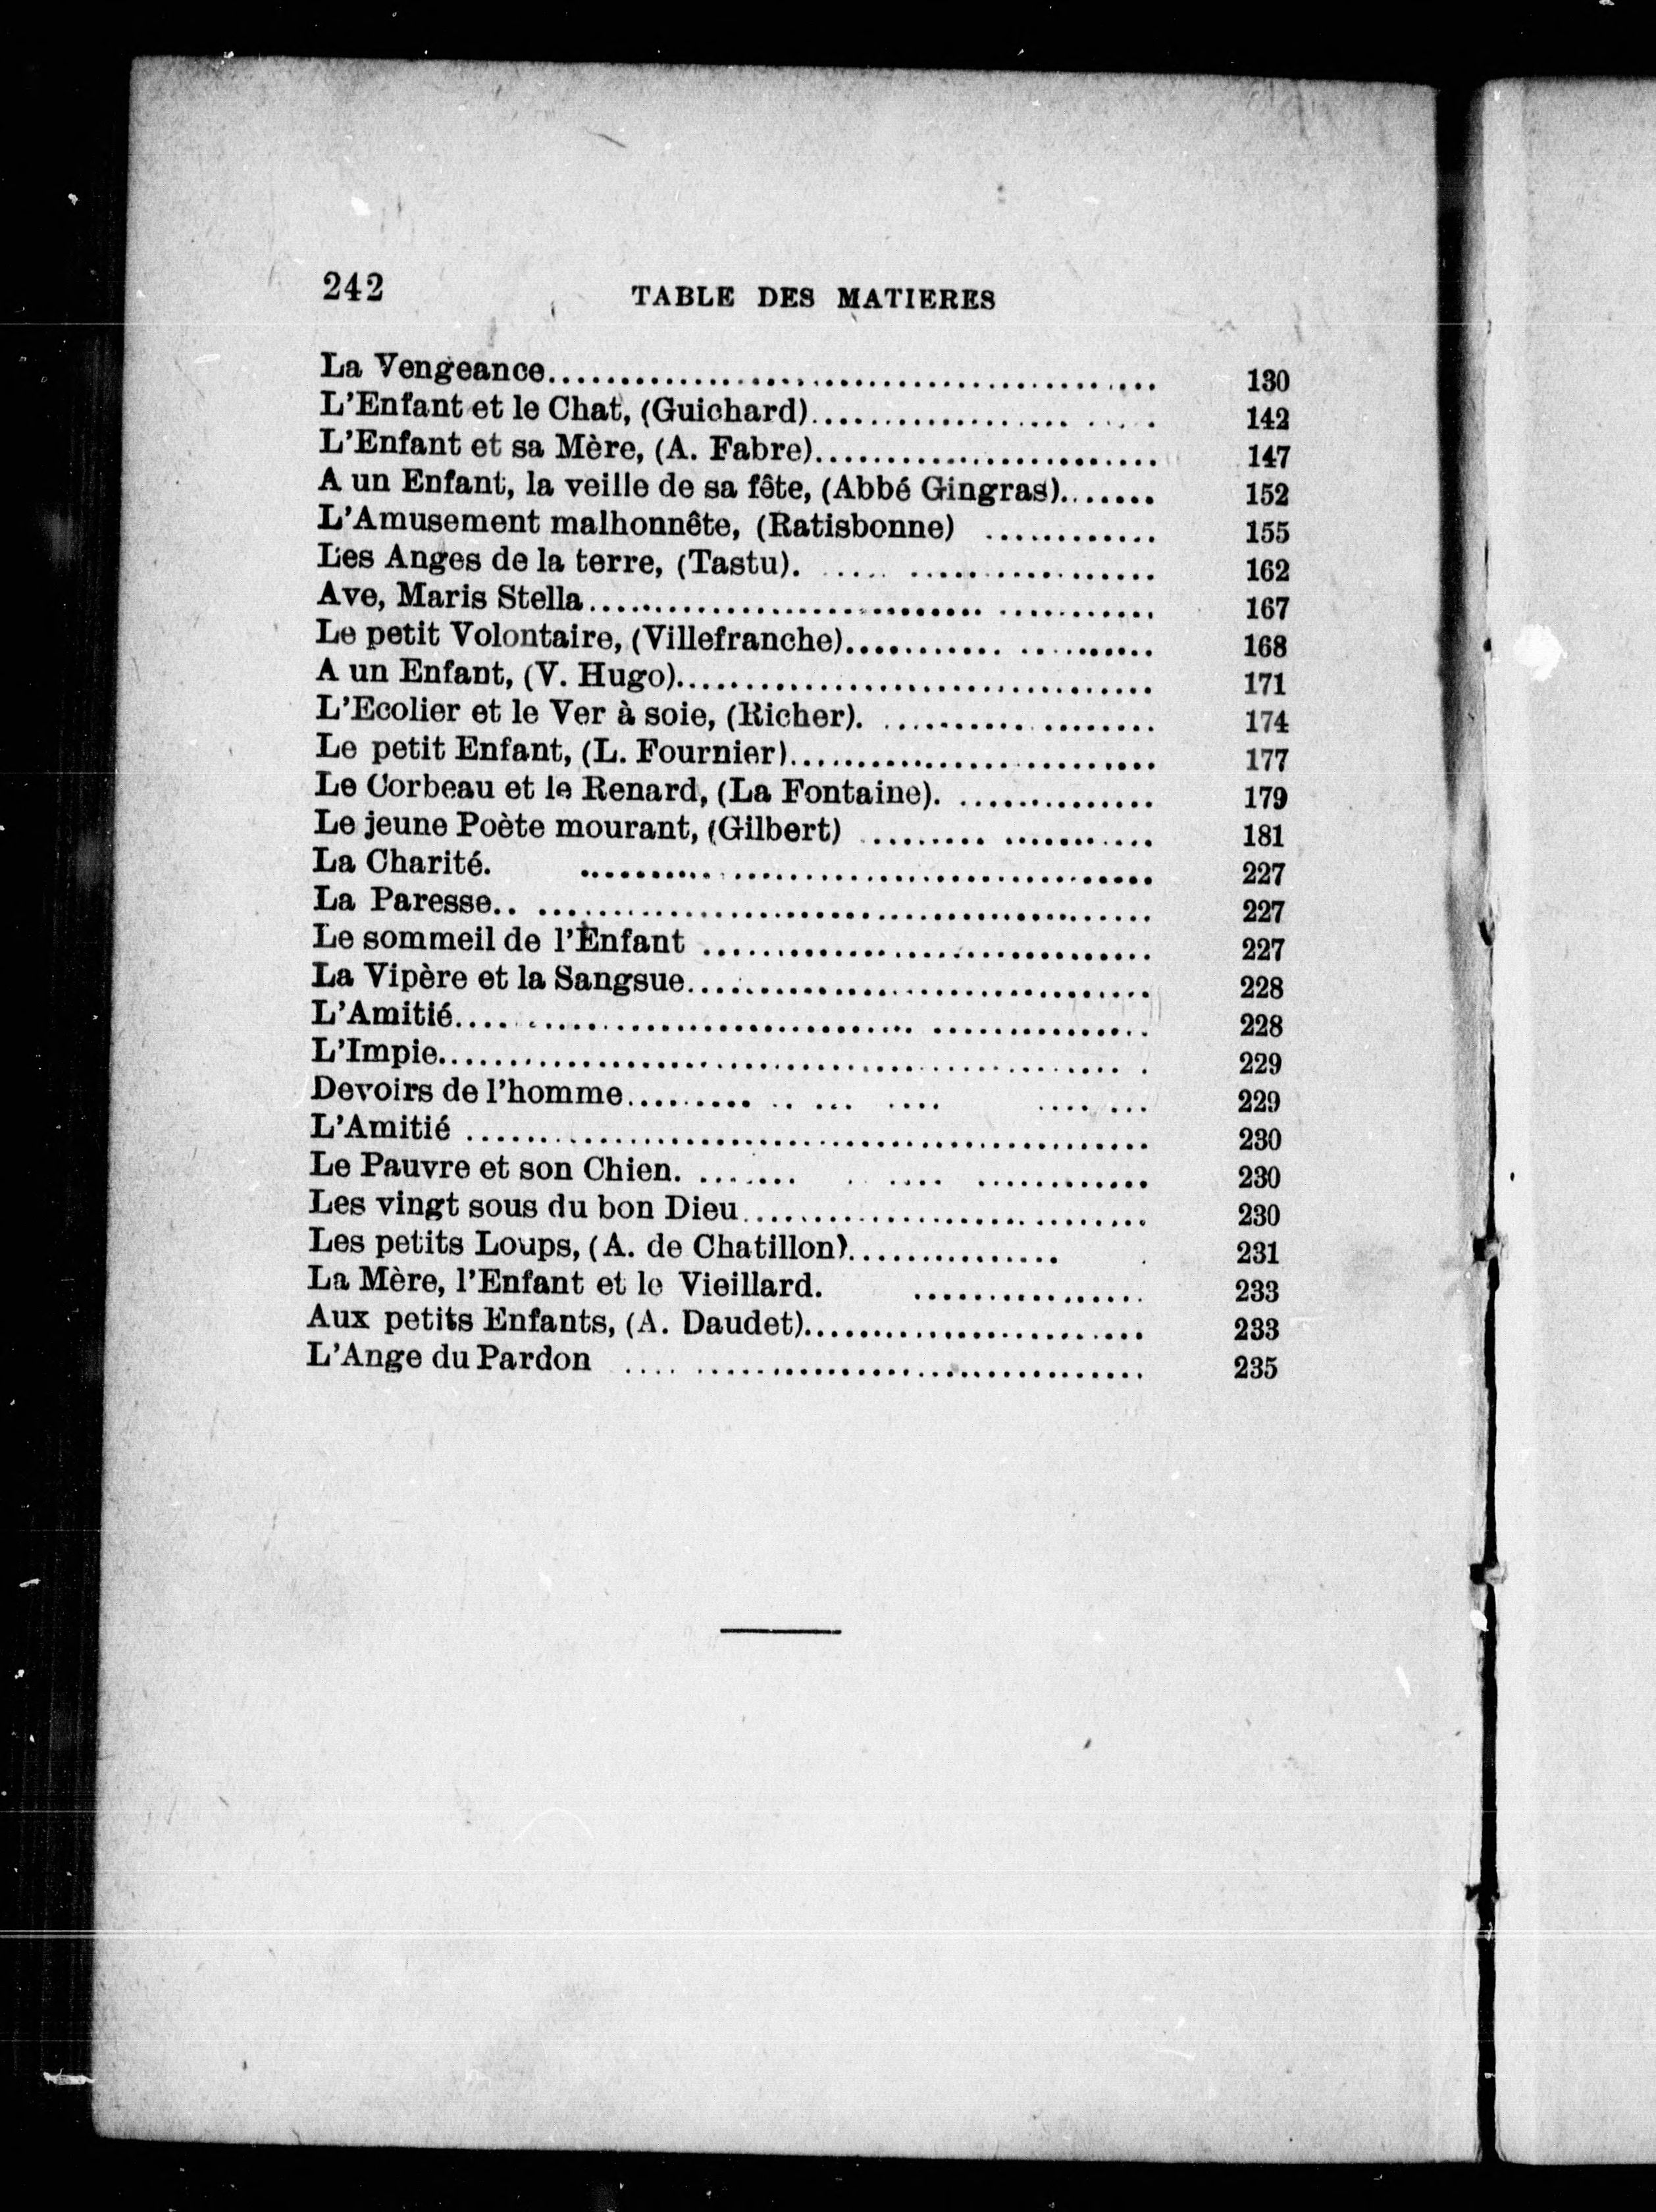 242 TABLE DES MATIERES
La Vengeance........................................ 130
L'Enfant et le Chat, (Guichard)........................ 142
L'Enfant et sa Mère, (A. Fabre)........................ 147
A un Enfant, la veille de sa fête, (Abbé Gingras)....... 152
L'Amusement malhonnête, (Ratisbonne) ............ 155
Les Anges de la terre, (Tastu). ..... ................. 162
Ave, Maris Stella........................... ........... 167
Le petit Volontaire, (Villefranche)........... .......... 168
A un Enfant, (V. Hugo)................................. 171
L'Ecolier et le Ver à soie, (Richer). .......... ........ 174
Le petit Enfant, (L. Fournier)......................... 177
Le Corbeau et le Renard, (La Fontaine). .............. 179
Le jeune Poète mourant, (Gilbert) ......... ........... 181
La Charité. ....................................... 227
La Paresse.. .......................................... 227
Le sommeil de l'Enfant ............................... 227
La Vipère et la Sangsue................................ 228
L'Amitié............................... ............... 228
L'Impie.............................................. . 229
Devoirs de l'homme......... .. ... .... .... ... 229
L'Amitié .............................................. 230
Le Pauvre et son Chien. ....... . .... ............ 230
Les vingt sous du bon Dieu............................ 230
Les petits Loups, (A. de Chatillon)............... . 231
La Mère, l'Enfant et le Vieillard. ................ 233
Aux petits Enfants, (A. Daudet)........................ 233
L'Ange du Pardon .... ............................... 235